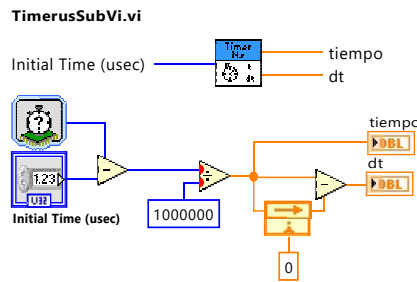 TimerusSubVi.vi
Timer
Initial Time (usec)
tiempo
dt
tiempo
DBL
dt
1.23
DBL
U32
Initial Time (usec)
1000000
0